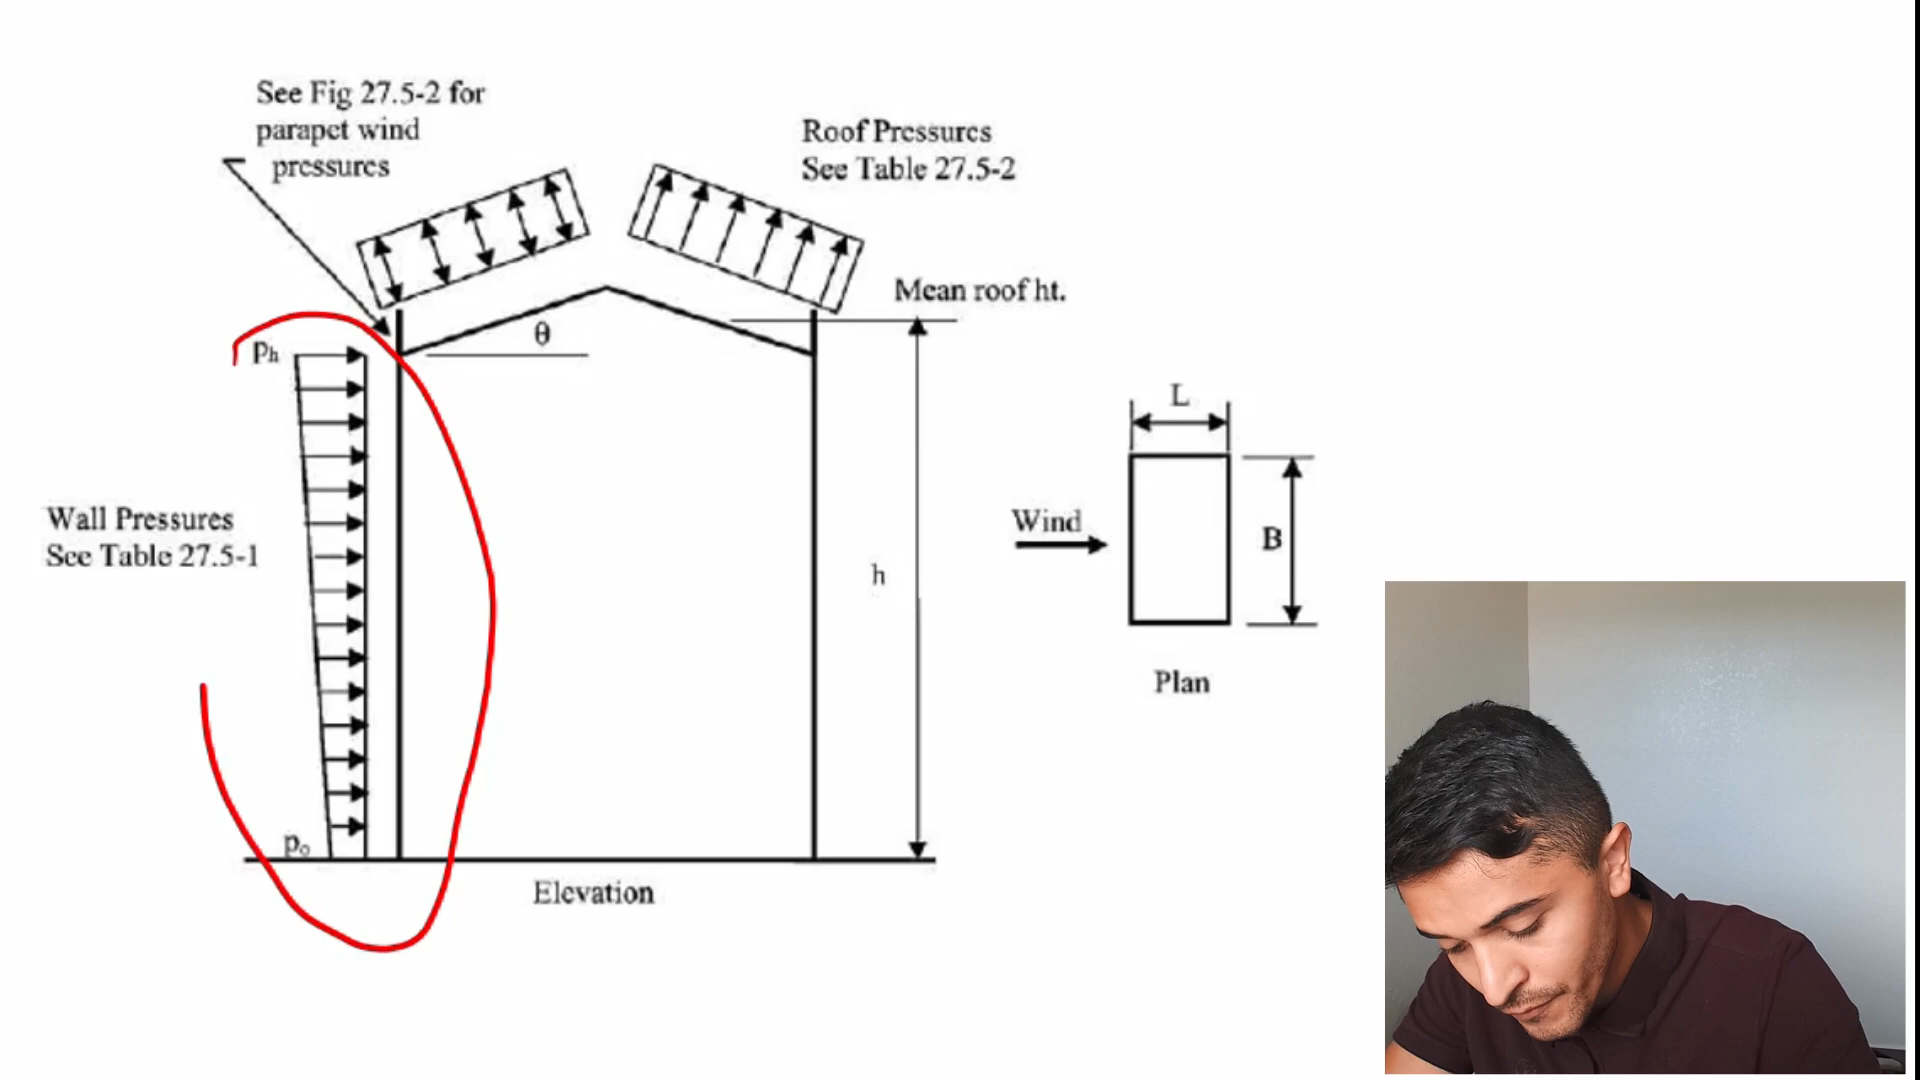 See Fig 27.5-2 for
parapet wind
pressures
Roof Pressures
See Table 27.5-2
Mean roof ht.
θ
ph
Wall Pressures
See Table 27.5-1
h
po
Elevation
L
Wind
B
Plan